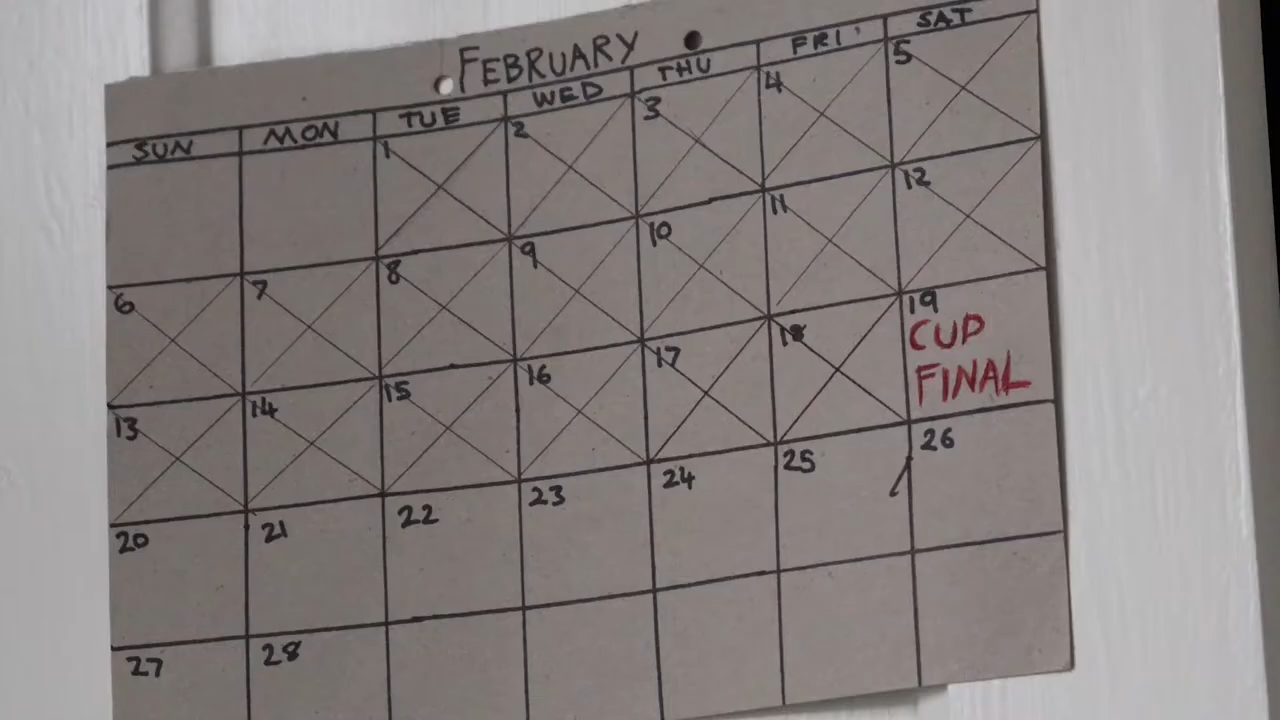 FEBRUARY
SUN MON TUE WED THU FRI SAT
1 2 3 4 5
6 7 8 9 10 11 12
13 14 15 16 17 18 19
CUP
FINAL
20 21 22 23 24 25 26
27 28